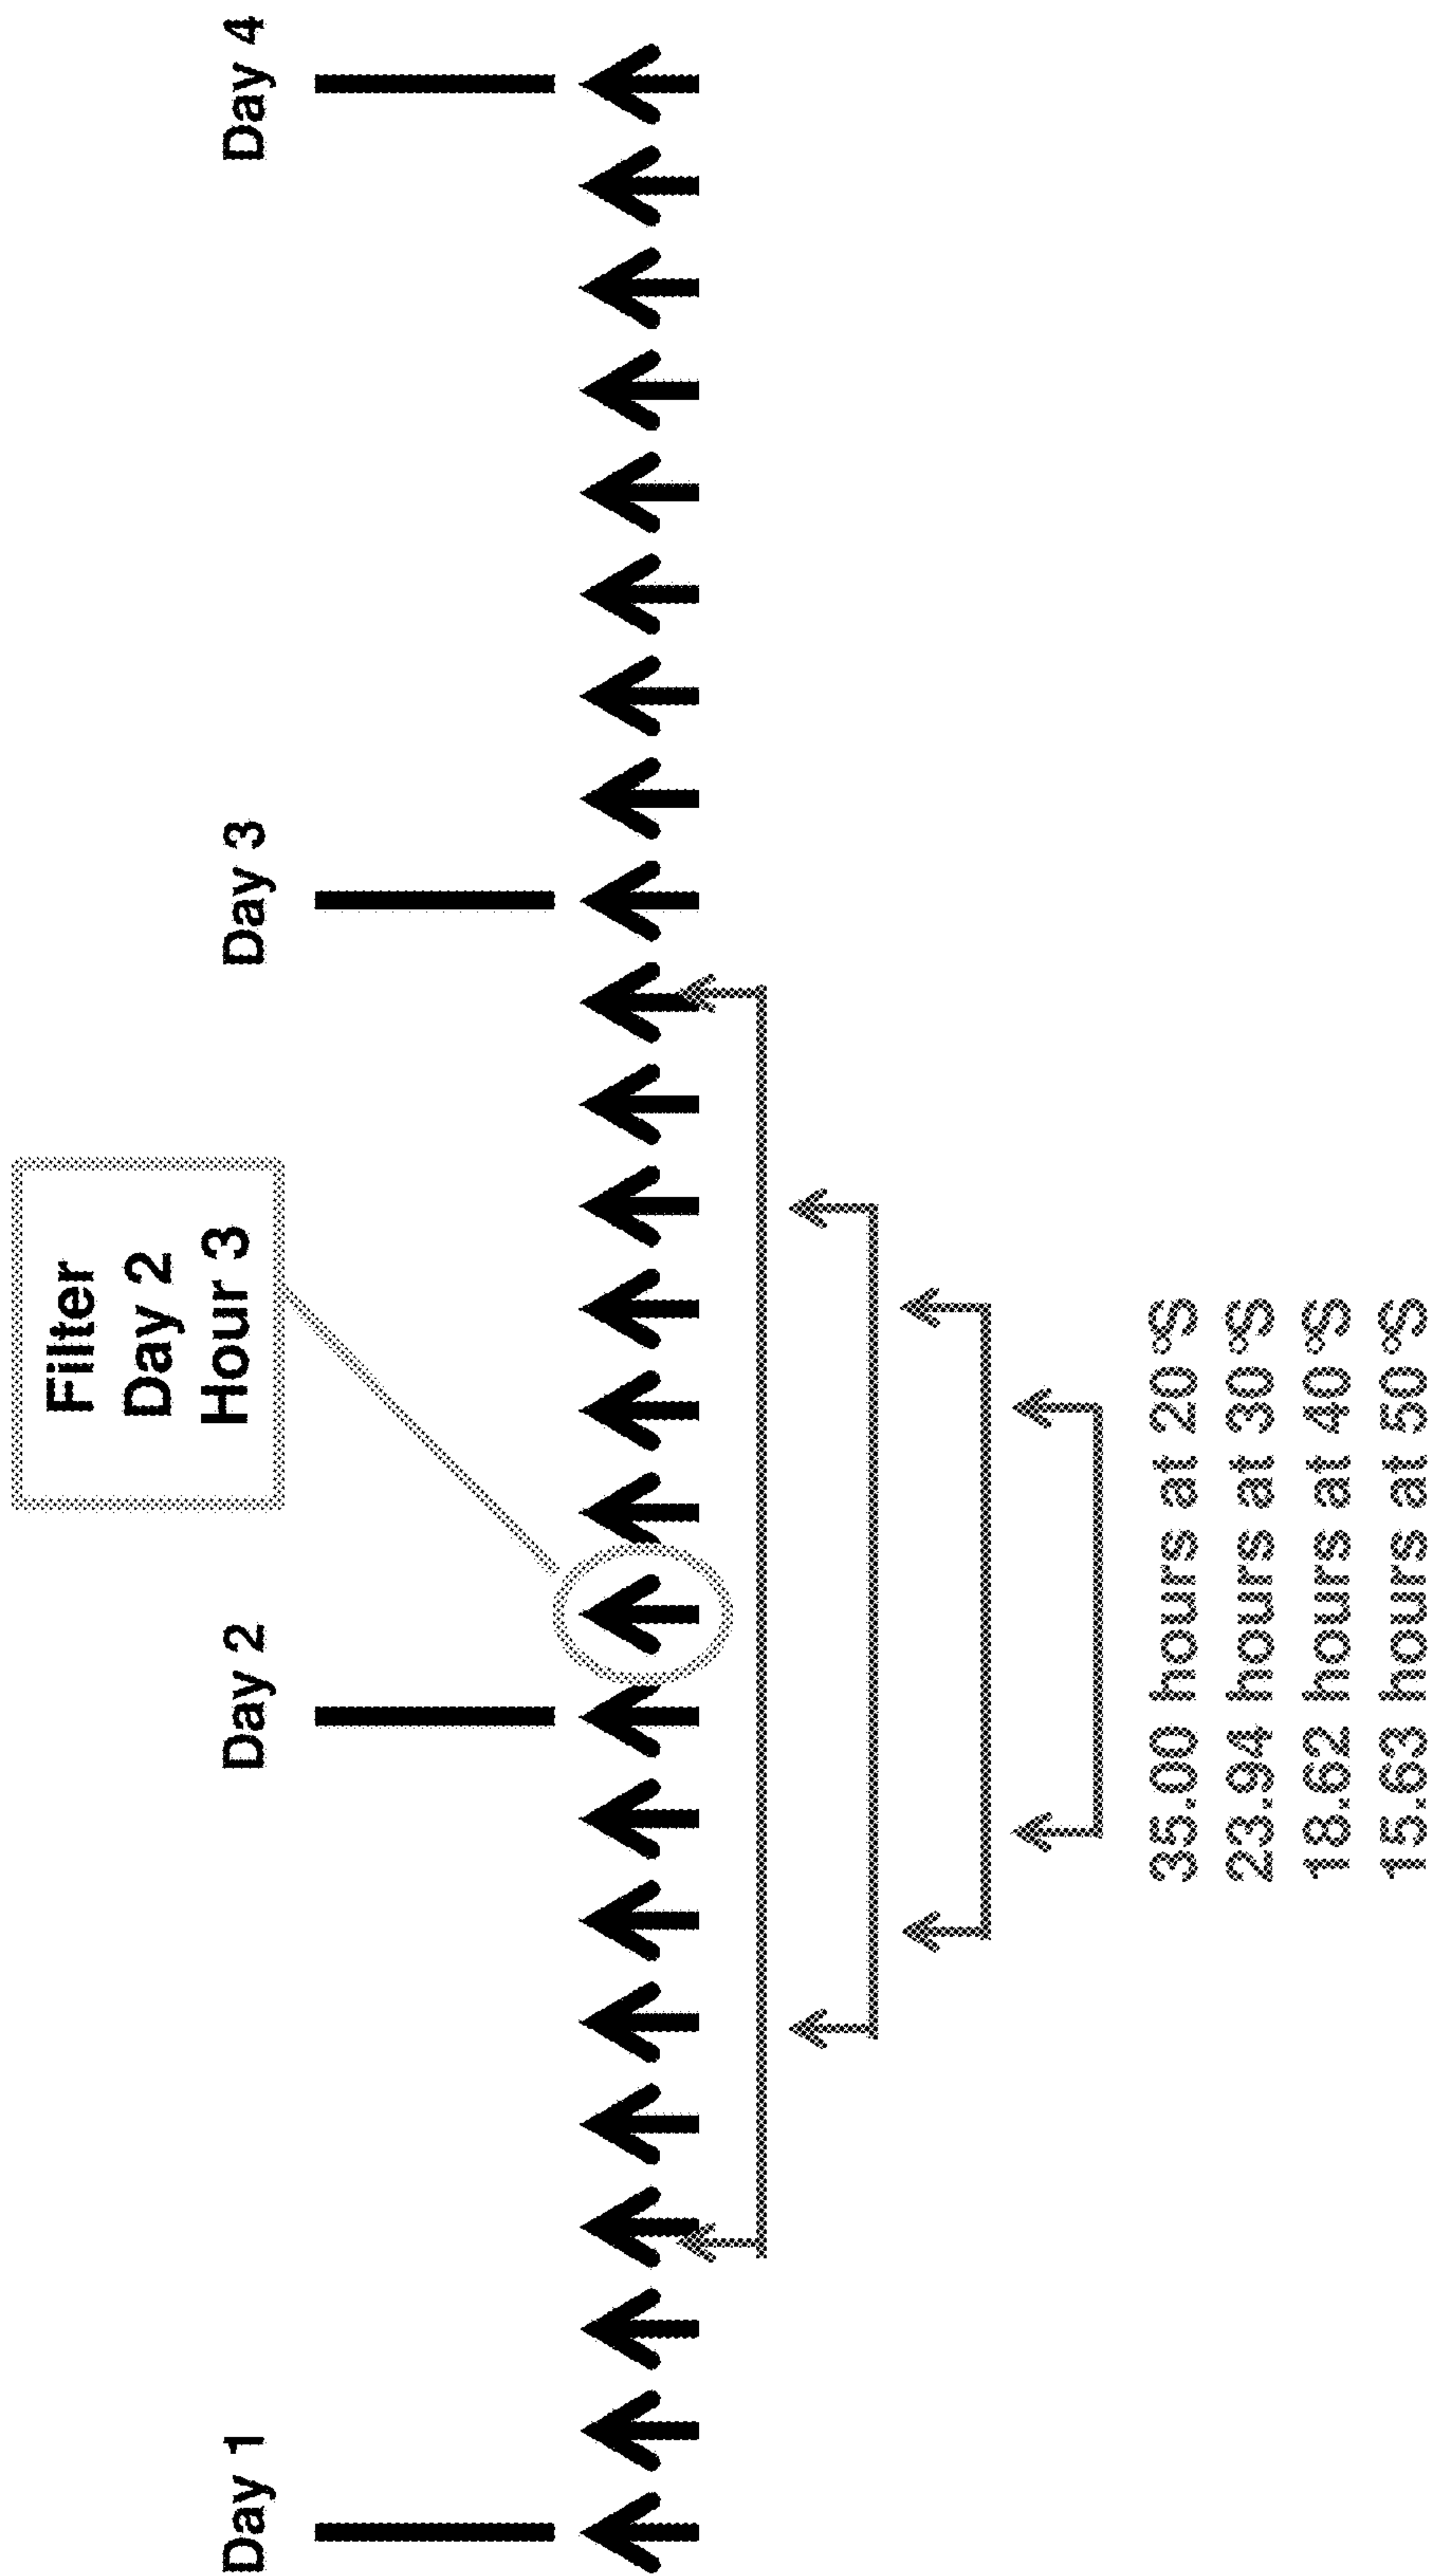 Day 1
Day 2
Day 3
Day 4
Filter
Day 2
Hour 3
35.00 hours at 20 °S
23.94 hours at 30 °S
18.62 hours at 40 °S
15.63 hours at 50 °S